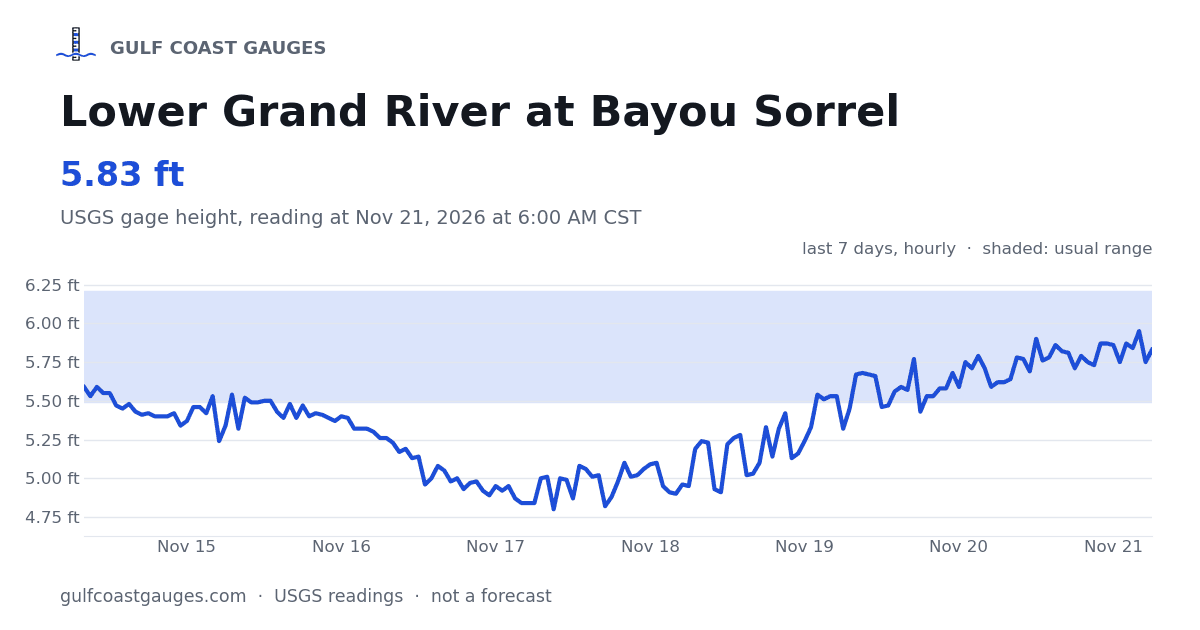 GULF COAST GAUGES
Lower Grand River at Bayou Sorrel
5.83 ft
USGS gage height, reading at Nov 21, 2026 at 6:00 AM CST
last 7 days, hourly · shaded: usual range
6.25 ft
6.00 ft
5.75 ft
5.50 ft
5.25 ft
5.00 ft
4.75 ft
Nov 15 Nov 16 Nov 17 Nov 18 Nov 19 Nov 20 Nov 21
gulfcoastgauges.com · USGS readings · not a forecast